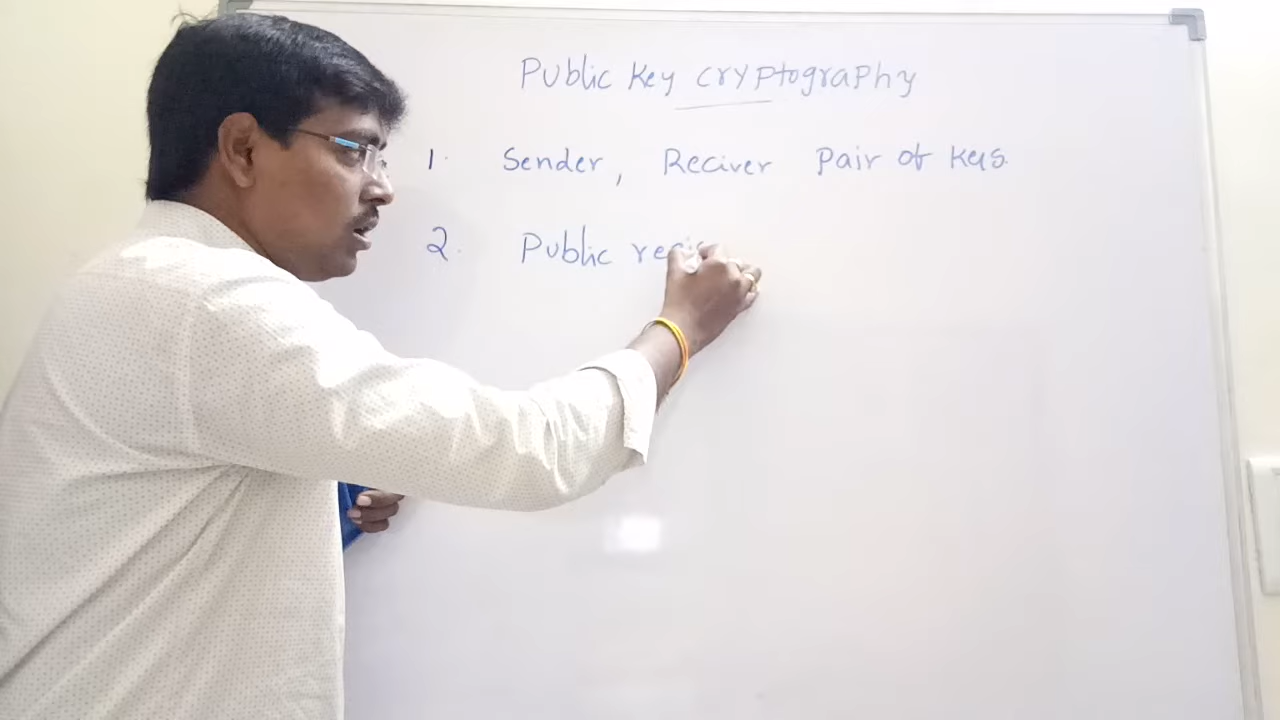 Public Key cryptography
1. Sender, Reciver Pair of Keys.
2. Public